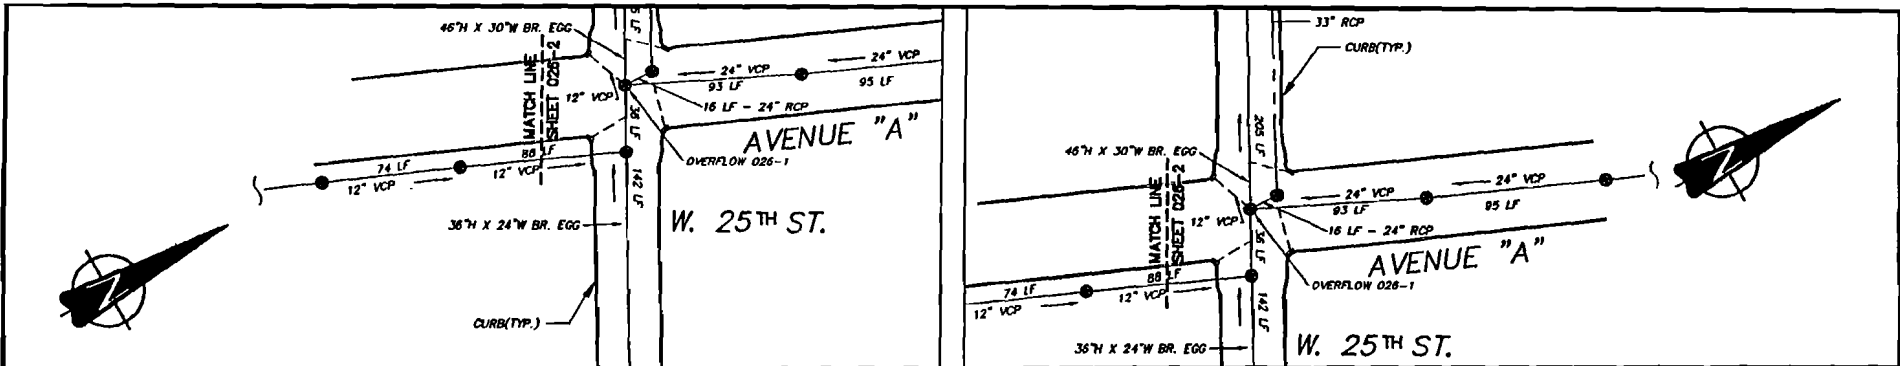 46"H X 30"W BR. EGG
MATCH LINE
SHEET 026-2
12" VCP
24" VCP
93 LF
24" VCP
95 LF
16 LF - 24" RCP
36 LF
AVENUE "A"
OVERFLOW 026-1
74 LF
12" VCP
88 LF
12" VCP
142 LF
36"H X 24"W BR. EGG
W. 25TH ST.
CURB(TYP.)
33" RCP
CURB(TYP.)
205 LF
46"H X 30"W BR. EGG
MATCH LINE
SHEET 026-2
12" VCP
24" VCP
93 LF
24" VCP
95 LF
16 LF - 24" RCP
36 LF
AVENUE "A"
OVERFLOW 026-1
74 LF
12" VCP
88 LF
12" VCP
142 LF
36"H X 24"W BR. EGG
W. 25TH ST.